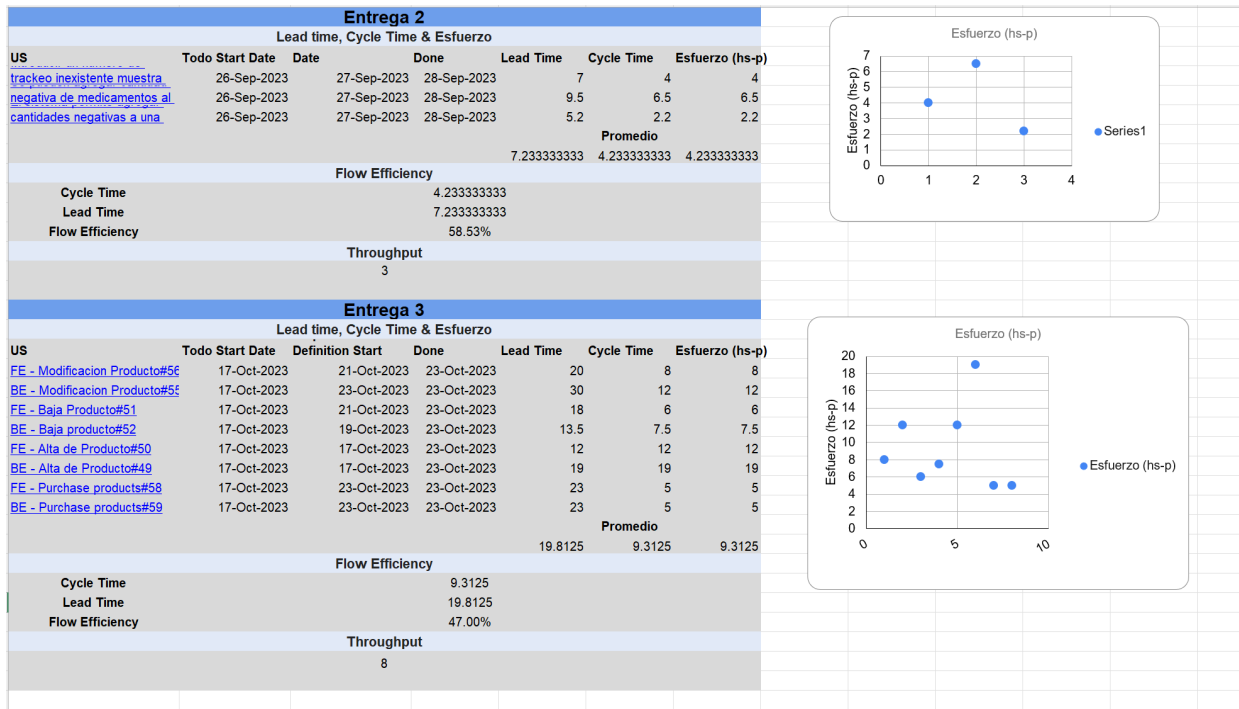 Entrega 2
Lead time, Cycle Time & Esfuerzo
US Todo Start Date Date Done Lead Time Cycle Time Esfuerzo (hs-p)
trackeo inexistente muestra 26-Sep-2023 27-Sep-2023 28-Sep-2023 7 4 4
negativa de medicamentos al 26-Sep-2023 27-Sep-2023 28-Sep-2023 9.5 6.5 6.5
cantidades negativas a una 26-Sep-2023 27-Sep-2023 28-Sep-2023 5.2 2.2 2.2
Promedio
7.233333333 4.233333333 4.233333333
Flow Efficiency
Cycle Time 4.233333333
Lead Time 7.233333333
Flow Efficiency 58.53%
Throughput
3
Esfuerzo (hs-p)
Esfuerzo (hs-p)
7
6
5
4
3
2
1
0
0 1 2 3 4
Series1
Entrega 3
Lead time, Cycle Time & Esfuerzo
US Todo Start Date Definition Start Done Lead Time Cycle Time Esfuerzo (hs-p)
FE - Modificacion Producto#56 17-Oct-2023 21-Oct-2023 23-Oct-2023 20 8 8
BE - Modificacion Producto#55 17-Oct-2023 23-Oct-2023 23-Oct-2023 30 12 12
FE - Baja Producto#51 17-Oct-2023 21-Oct-2023 23-Oct-2023 18 6 6
BE - Baja producto#52 17-Oct-2023 19-Oct-2023 23-Oct-2023 13.5 7.5 7.5
FE - Alta de Producto#50 17-Oct-2023 17-Oct-2023 23-Oct-2023 12 12 12
BE - Alta de Producto#49 17-Oct-2023 17-Oct-2023 23-Oct-2023 19 19 19
FE - Purchase products#58 17-Oct-2023 23-Oct-2023 23-Oct-2023 23 5 5
BE - Purchase products#59 17-Oct-2023 23-Oct-2023 23-Oct-2023 23 5 5
Promedio
19.8125 9.3125 9.3125
Flow Efficiency
Cycle Time 9.3125
Lead Time 19.8125
Flow Efficiency 47.00%
Throughput
8
Esfuerzo (hs-p)
Esfuerzo (hs-p)
20
18
16
14
12
10
8
6
4
2
0
0 5 10
Esfuerzo (hs-p)